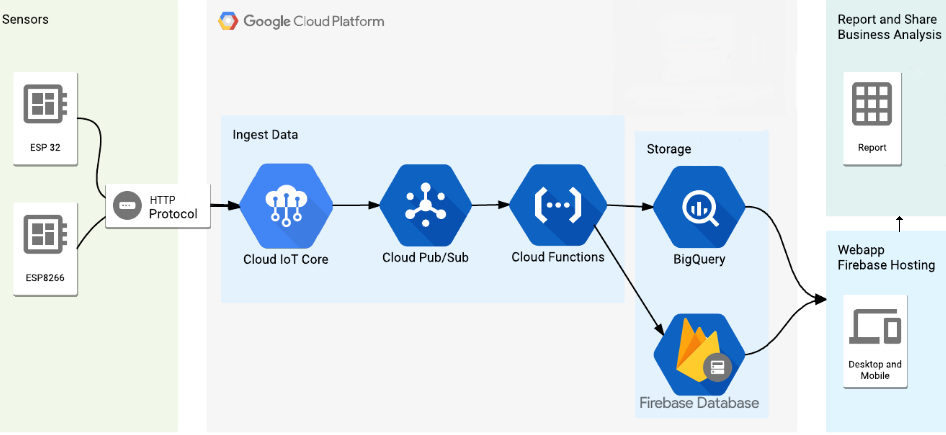 Sensors
ESP 32
ESP8266
HTTP
Protocol
Google Cloud Platform
Ingest Data
Cloud IoT Core
Cloud Pub/Sub
Cloud Functions
Storage
BigQuery
Firebase Database
Report and Share
Business Analysis
Report
Webapp
Firebase Hosting
Desktop and
Mobile